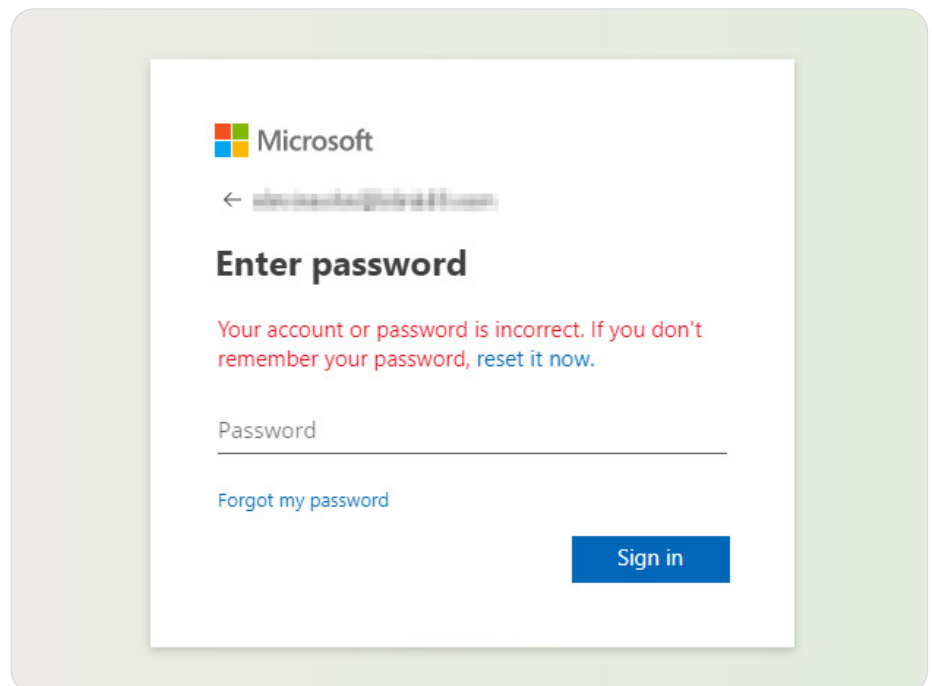 Microsoft
Enter password
Your account or password is incorrect. If you don't
remember your password, reset it now.
Password
Forgot my password
Sign in